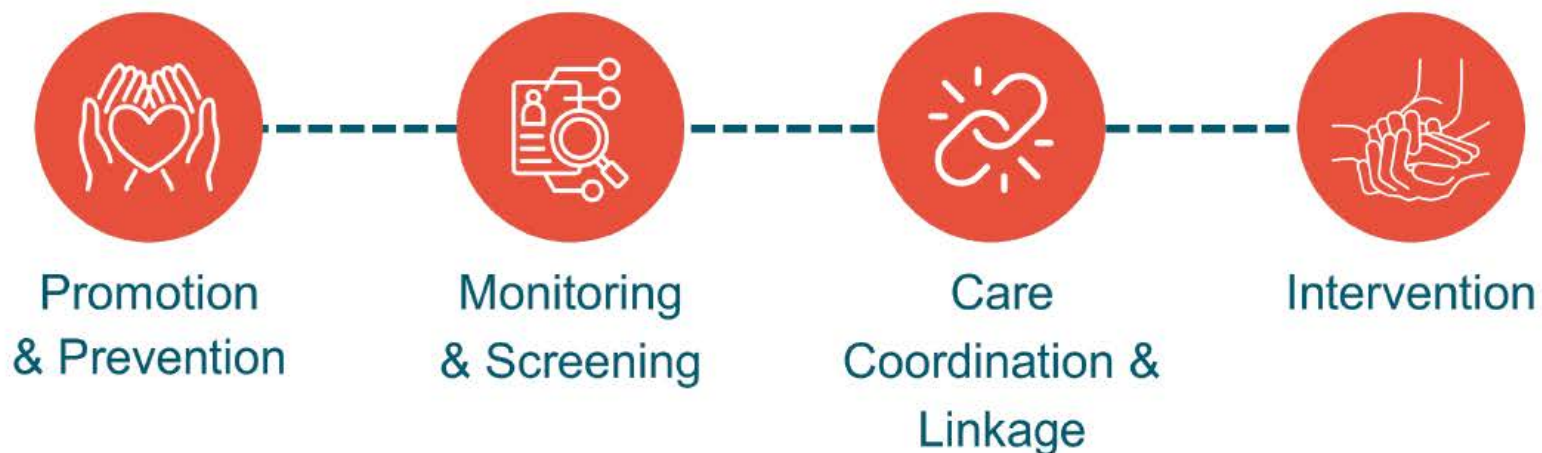 Promotion
& Prevention
Monitoring
& Screening
Care
Coordination &
Linkage
Intervention